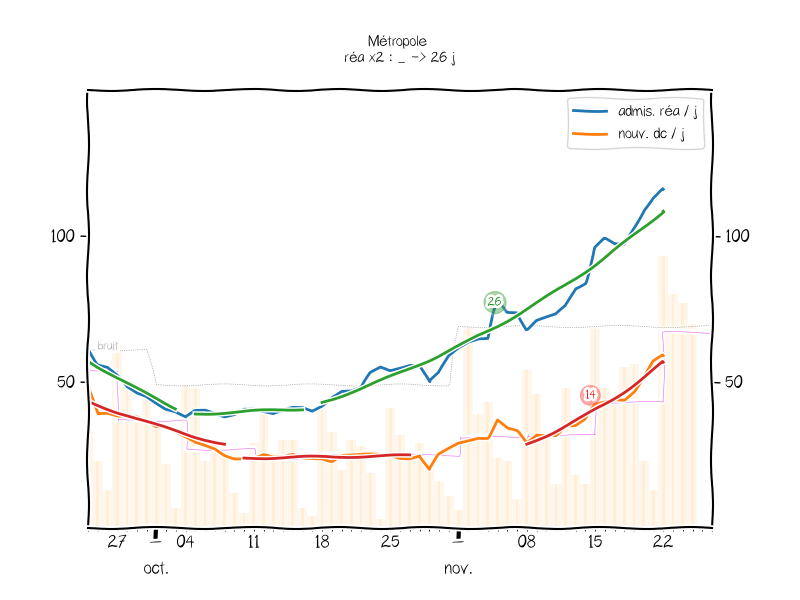 Métropole
réa x2 : _ -> 26 j
admis. réa / j
nouv. dc / j
100
100
bruit
26
50
50
14
27
04
11
18
25
08
15
22
oct.
nov.